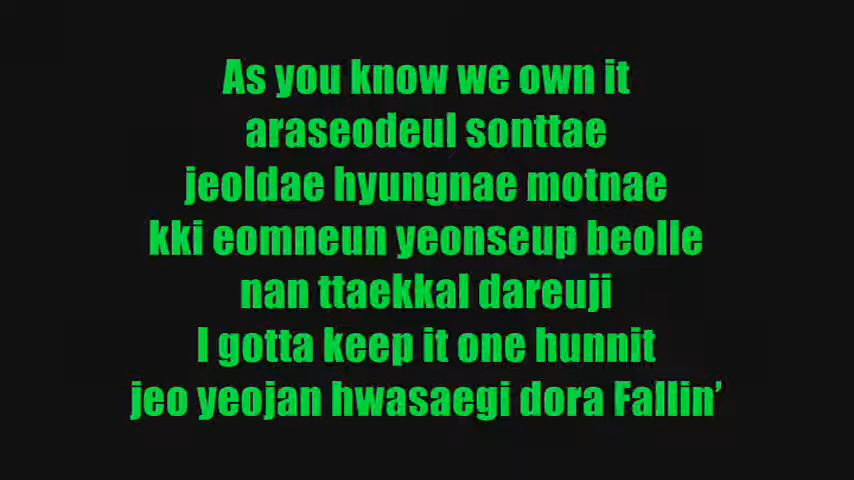 As you know we own it
araseodeul sonttae
jeoldae hyungnae motnae
kki eomneun yeonseup beolle
nan ttaekkal dareuji
I gotta keep it one hunnit
jeo yeojan hwasaegi dora Fallin’